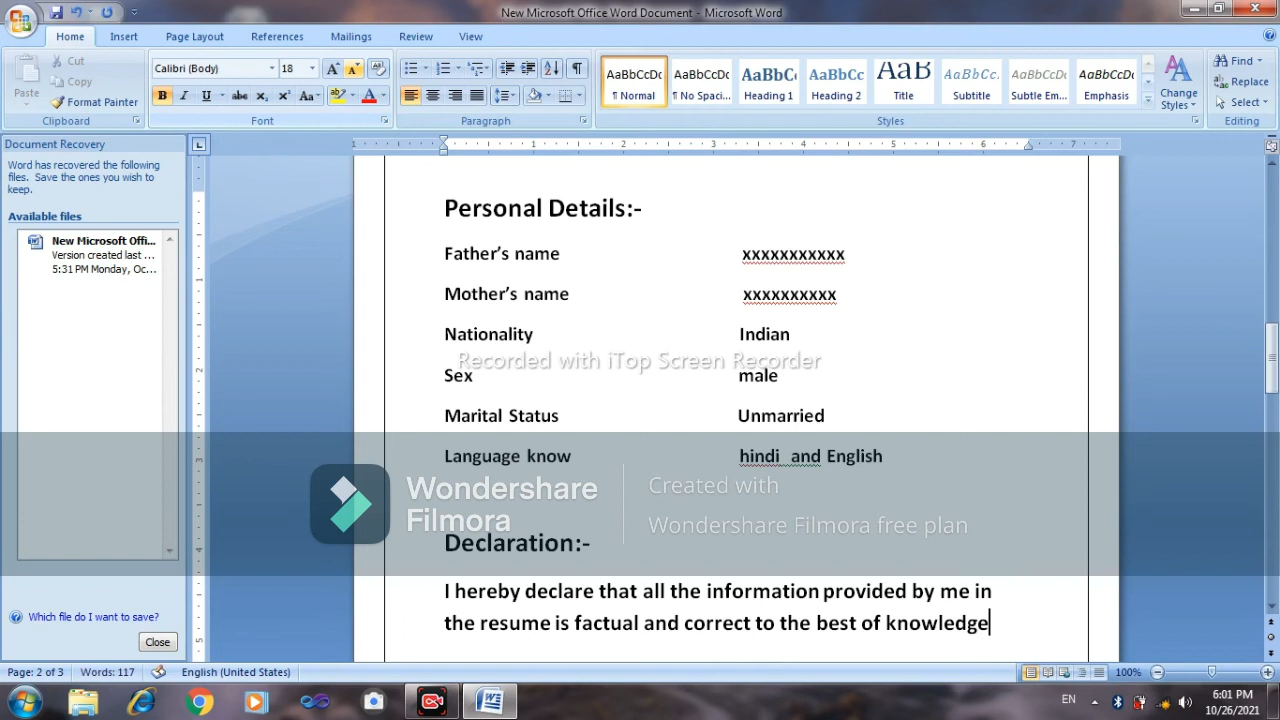 New Microsoft Office Word Document - Microsoft Word
Home Insert Page Layout References Mailings Review View
Paste
Cut
Copy
Format Painter
Clipboard
Calibri (Body) 18
Font
Paragraph
AaBbCcDc AaBbCcDc AaBbC AaBbCc AaB AaBbCc. AaBbCcDc AaBbCcDc
¶ Normal ¶ No Spaci... Heading 1 Heading 2 Title Subtitle Subtle Em... Emphasis
Change Styles
Styles
Find
Replace
Select
Editing
Document Recovery
Word has recovered the following
files. Save the ones you wish to
keep.
Available files
New Microsoft Offi...
Version created last ...
5:31 PM Monday, Oc...
Which file do I want to save?
Close
Personal Details:-
Father’s name xxxxxxxxxxx
Mother’s name xxxxxxxxxx
Nationality Indian
Recorded with iTop Screen Recorder
Sex male
Marital Status Unmarried
Language know hindi and English
Wondershare
Filmora
Created with
Wondershare Filmora free plan
Declaration:-
I hereby declare that all the information provided by me in
the resume is factual and correct to the best of knowledge
Page: 2 of 3 Words: 117 English (United States) 100%
EN
6:01 PM
10/26/2021